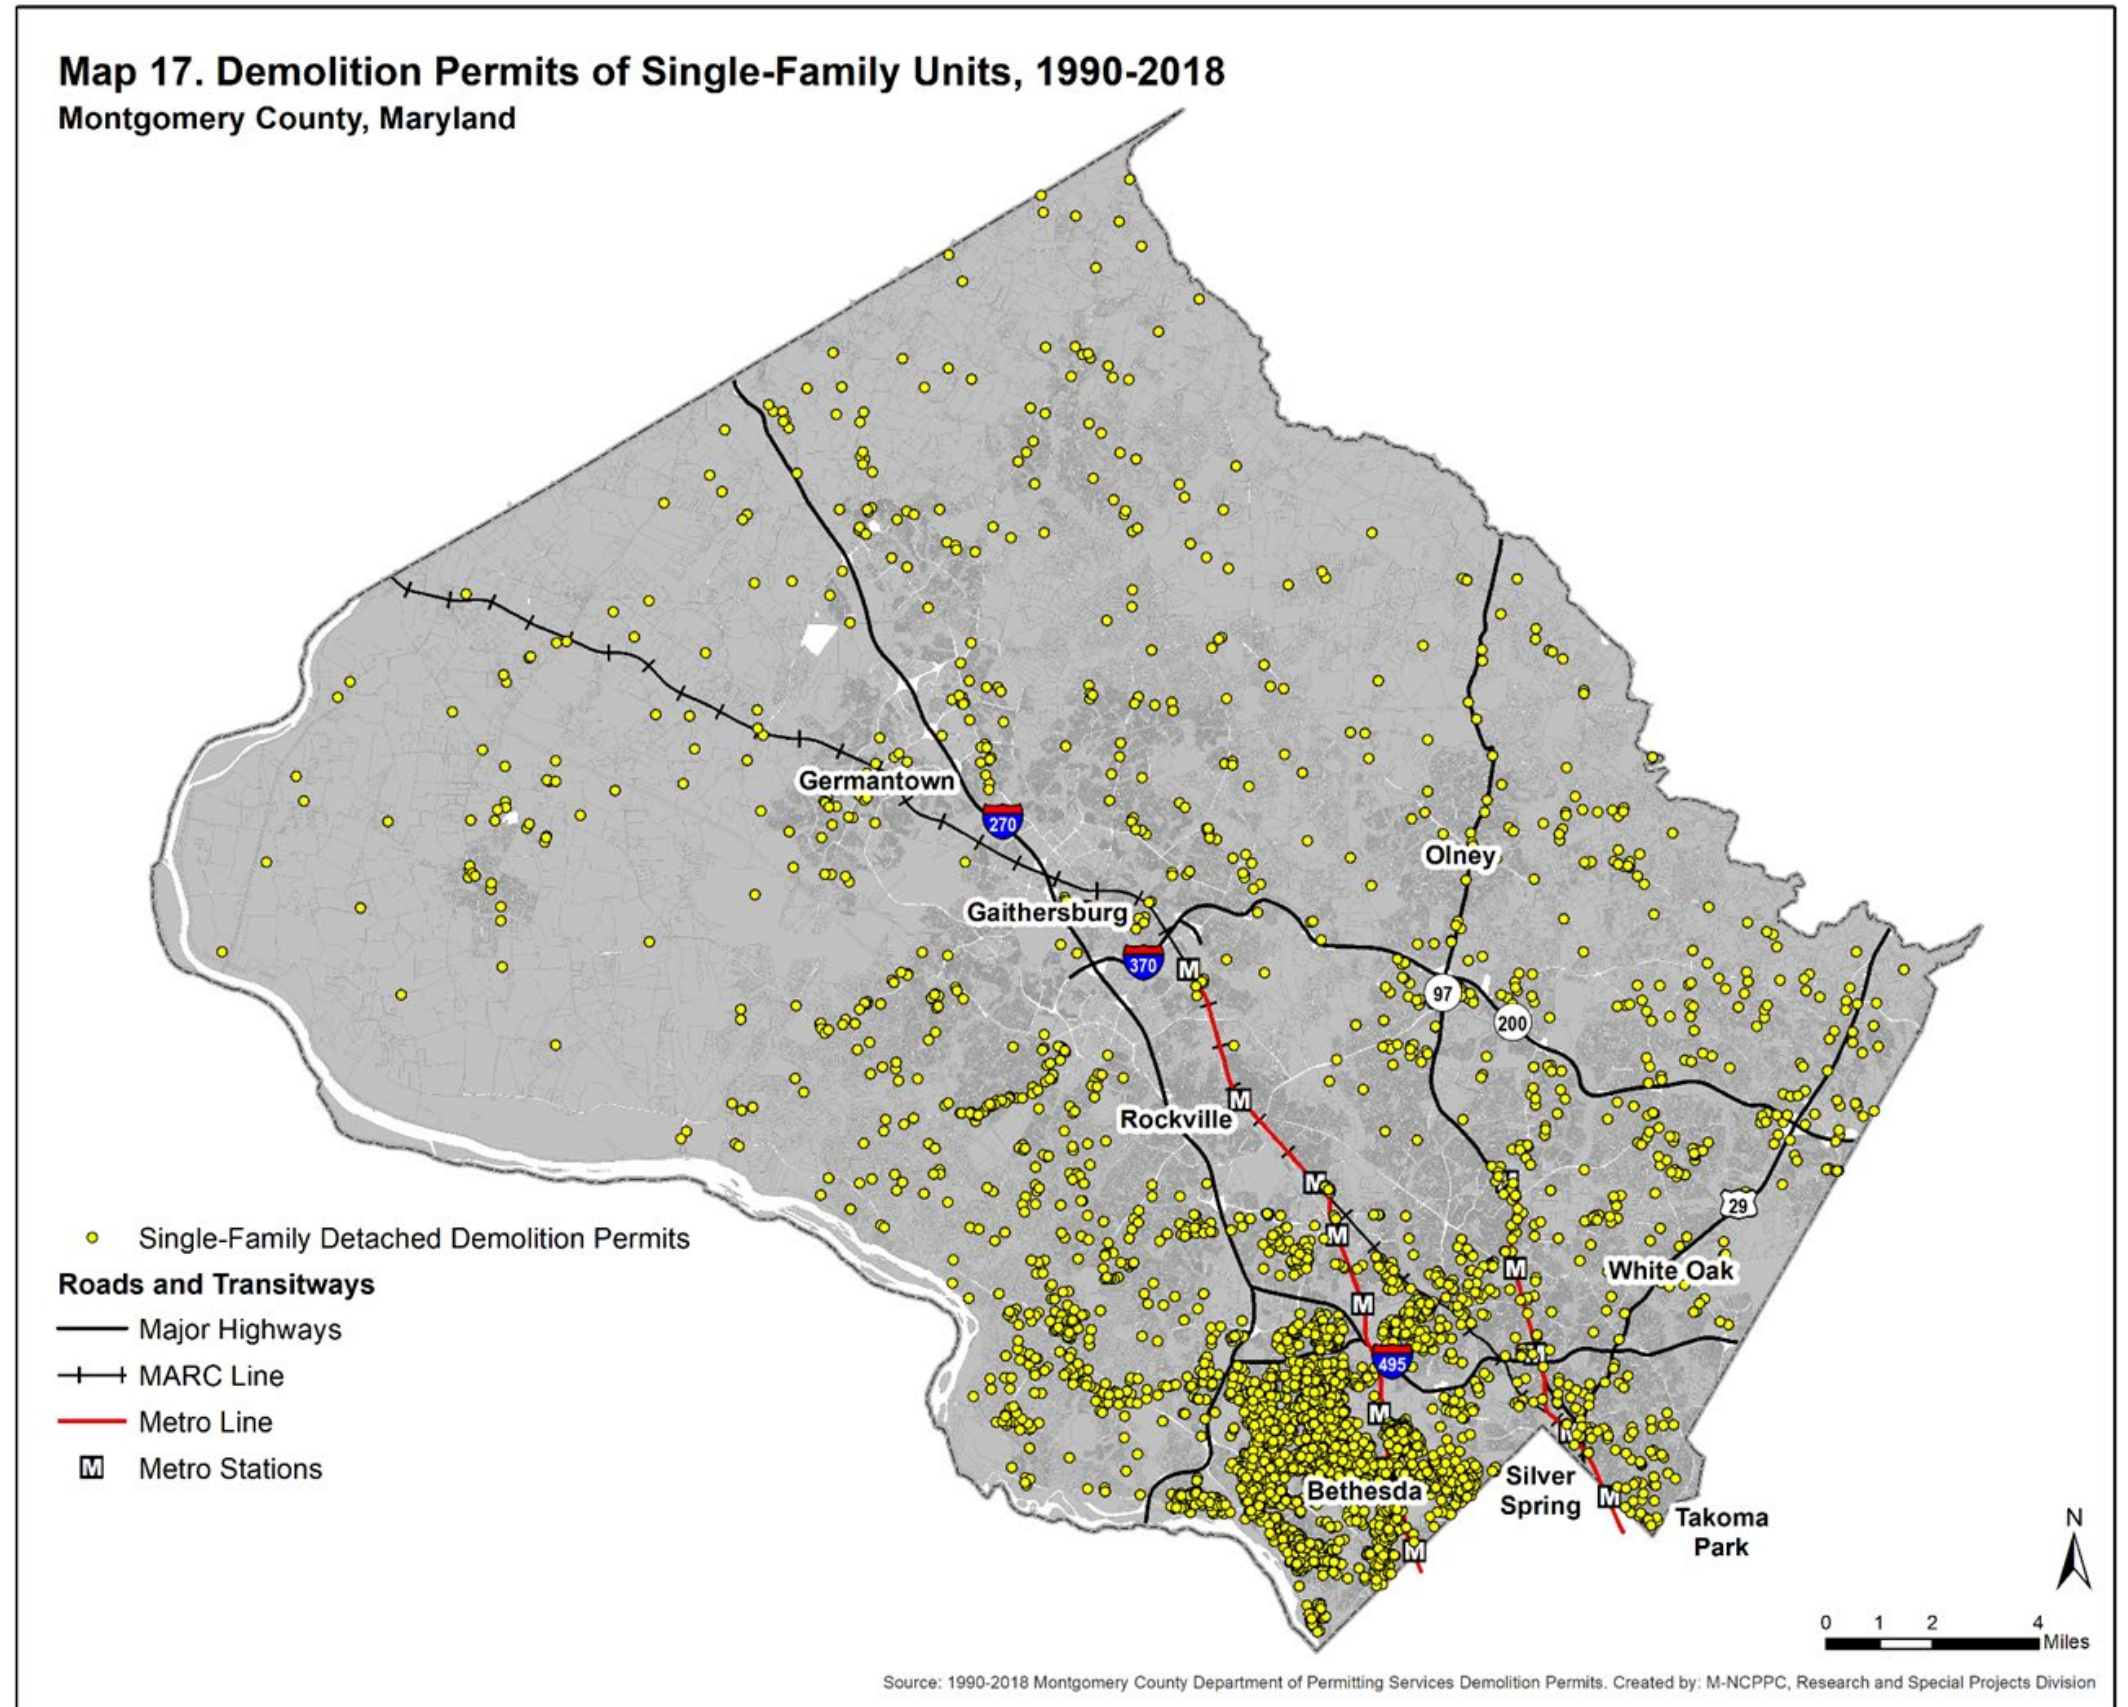 Map 17. Demolition Permits of Single-Family Units, 1990-2018
Montgomery County, Maryland
Germantown
270
Olney
Gaithersburg
370
M
97
200
M
Rockville
M
M
29
M
M
White Oak
M
M
495
M
M
Bethesda
Silver
Spring
M
Takoma
Park
M
Single-Family Detached Demolition Permits
Roads and Transitways
Major Highways
MARC Line
Metro Line
M Metro Stations
N
0 1 2 4
Miles
Source: 1990-2018 Montgomery County Department of Permitting Services Demolition Permits. Created by: M-NCPPC, Research and Special Projects Division